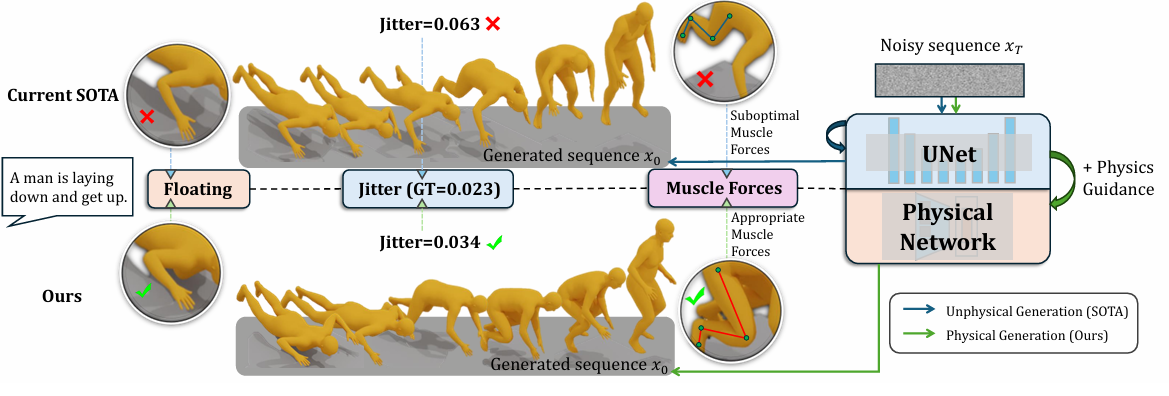 Jitter=0.063
Noisy sequence x_T
Current SOTA
Suboptimal
Muscle
Forces
UNet
Generated sequence x_0
+ Physics
Guidance
A man is laying
down and get up.
Floating
Jitter (GT=0.023)
Muscle Forces
Physical
Network
Appropriate
Muscle
Forces
Jitter=0.034
Ours
Unphysical Generation (SOTA)
Physical Generation (Ours)
Generated sequence x_0